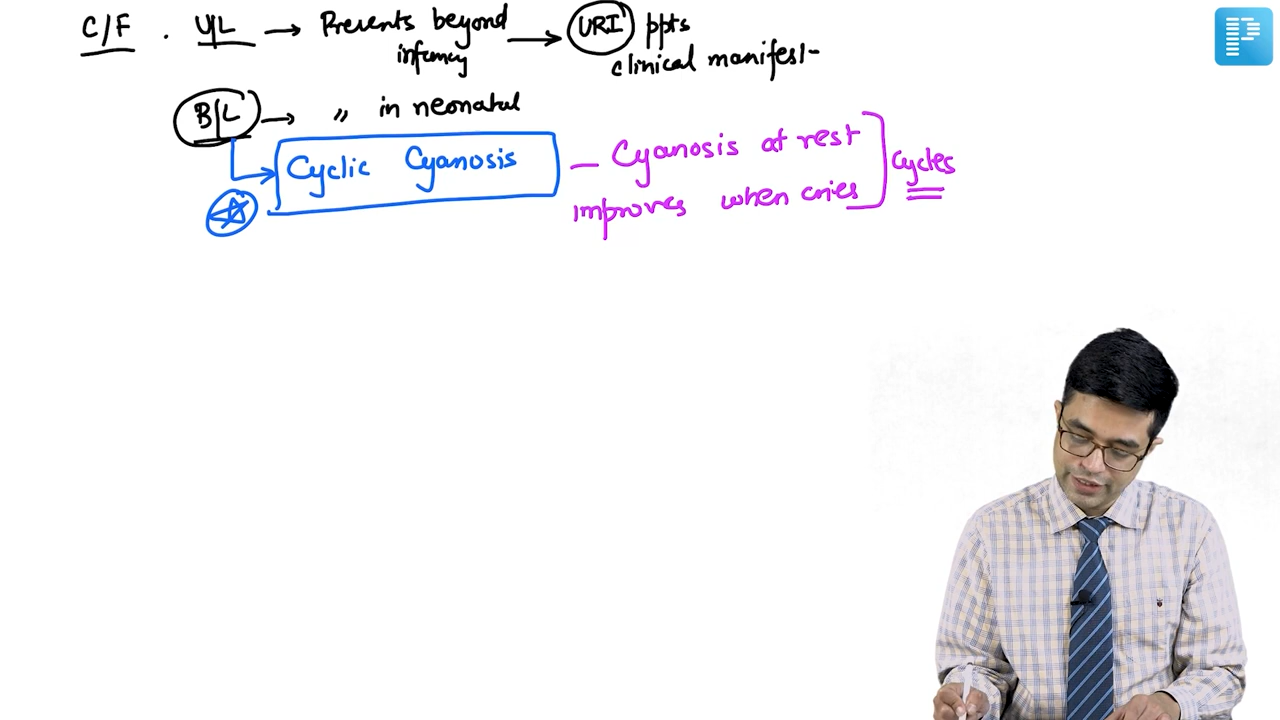 C/F . U/L → Presents beyond infancy → URI ppts
clinical manifest-
B/L → " in neonatal
Cyclic Cyanosis — Cyanosis at rest
improves when cries
cycles
P